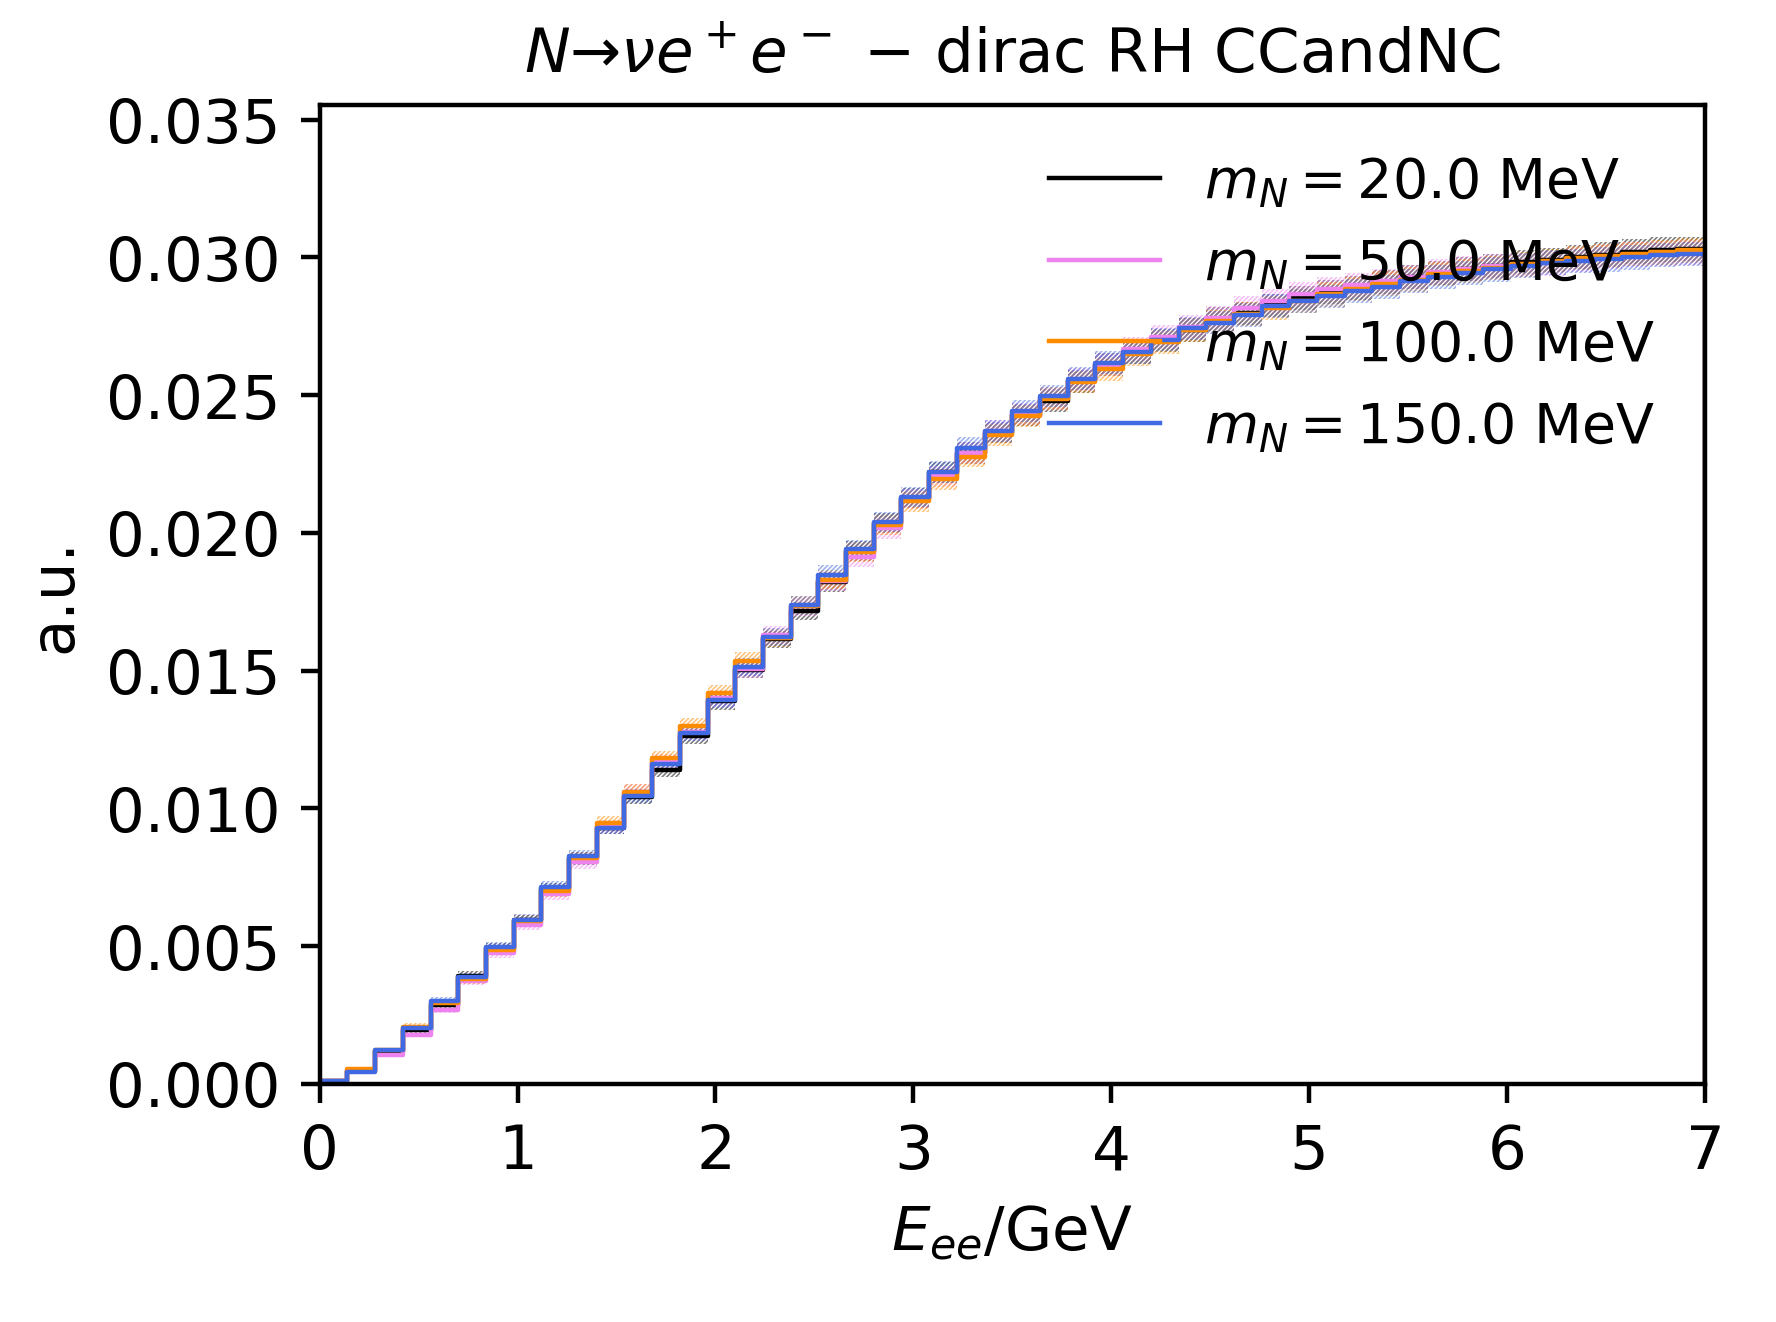 N→νe⁺e⁻ − dirac RH CCandNC
0.035
0.030
0.025
0.020
0.015
0.010
0.005
0.000
a.u.
m_N = 20.0 MeV
m_N = 50.0 MeV
m_N = 100.0 MeV
m_N = 150.0 MeV
0 1 2 3 4 5 6 7
E_ee/GeV